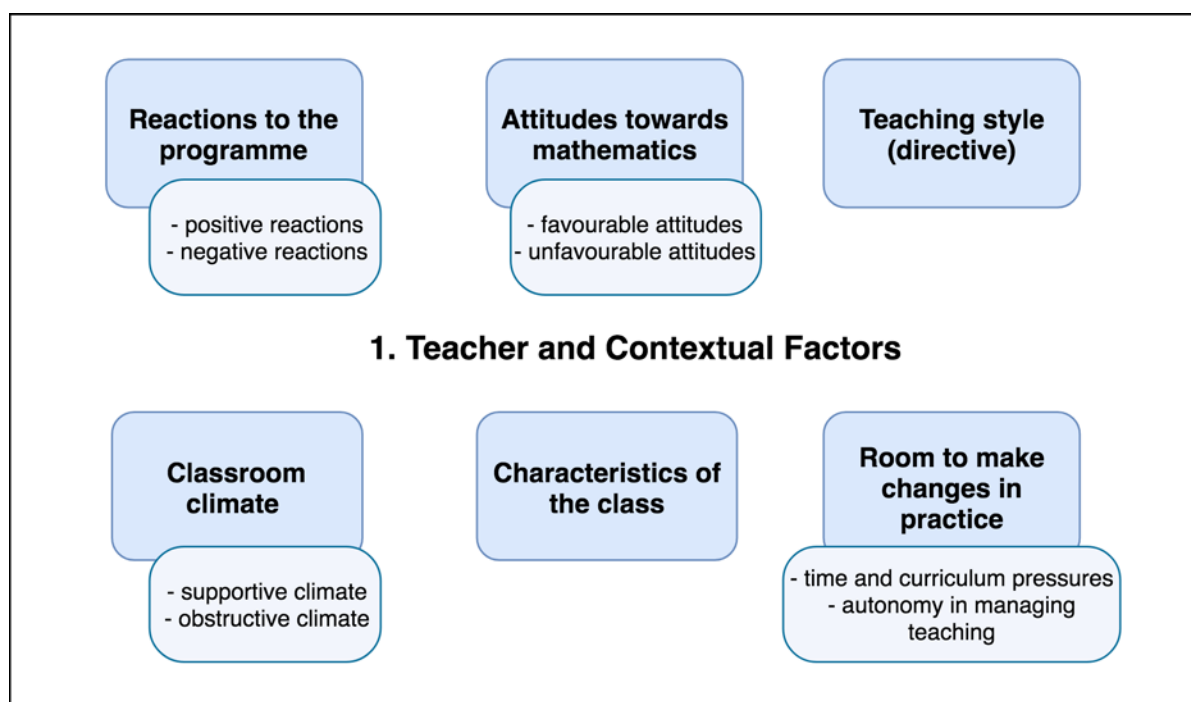 Reactions to the
programme
- positive reactions
- negative reactions
Attitudes towards
mathematics
- favourable attitudes
- unfavourable attitudes
Teaching style
(directive)
1. Teacher and Contextual Factors
Classroom
climate
- supportive climate
- obstructive climate
Characteristics of
the class
Room to make
changes in
practice
- time and curriculum pressures
- autonomy in managing
teaching